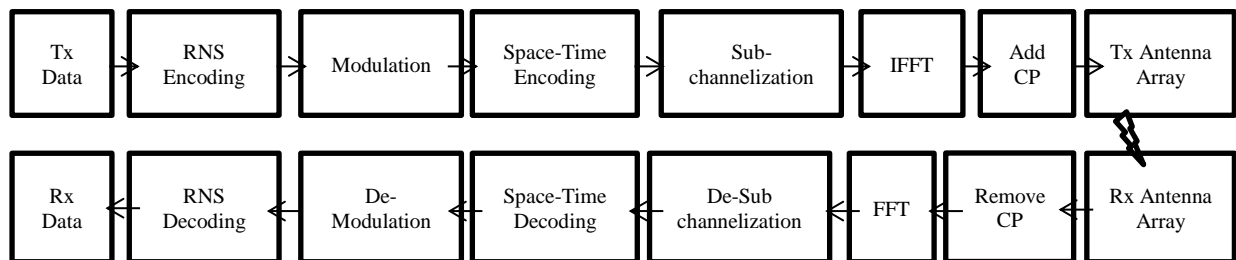 Tx
Data
RNS
Encoding
Modulation
Space-Time
Encoding
Sub-
channelization
IFFT
Add
CP
Tx Antenna
Array
Rx
Data
RNS
Decoding
De-
Modulation
Space-Time
Decoding
De-Sub
channelization
FFT
Remove
CP
Rx Antenna
Array